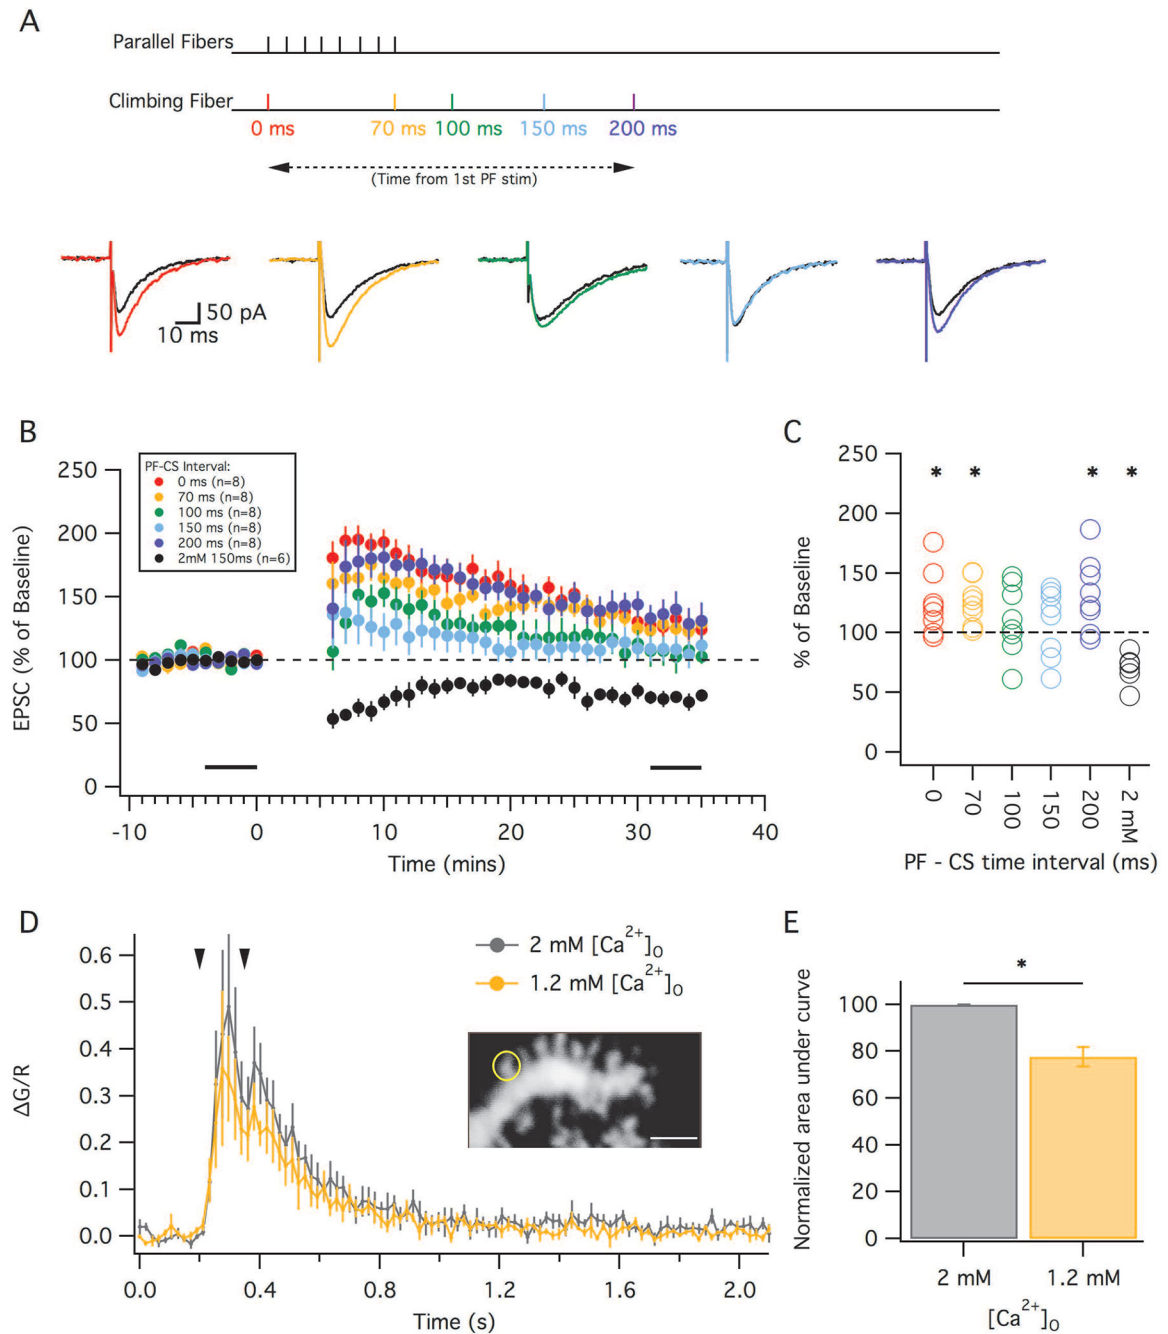 A
Parallel Fibers
Climbing Fiber
0 ms 70 ms 100 ms 150 ms 200 ms
(Time from 1st PF stim)
50 pA
10 ms
B
EPSC (% of Baseline)
250
200
150
100
50
0
PF-CS Interval:
0 ms (n=8)
70 ms (n=8)
100 ms (n=8)
150 ms (n=8)
200 ms (n=8)
2mM 150ms (n=6)
-10 0 10 20 30 40
Time (mins)
C
% of Baseline
250
200
150
100
50
0
* * * *
0 70 100 150 200 2 mM
PF - CS time interval (ms)
D
ΔG/R
0.6
0.5
0.4
0.3
0.2
0.1
0.0
2 mM [Ca2+]O
1.2 mM [Ca2+]O
0.0 0.4 0.8 1.2 1.6 2.0
Time (s)
E
Normalized area under curve
100
80
60
40
20
0
*
2 mM 1.2 mM
[Ca2+]O